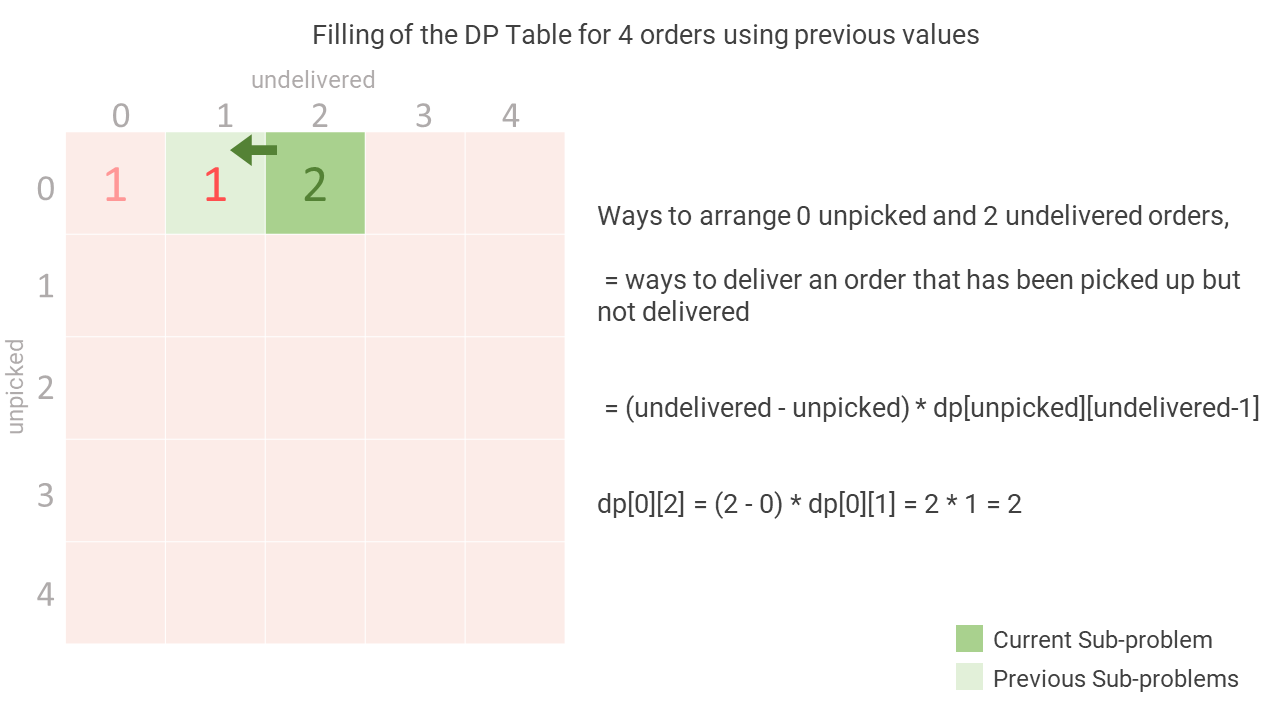 Filling of the DP Table for 4 orders using previous values
undelivered
0 1 2 3 4
0 1 1 2
1
unpicked
2
3
4
Ways to arrange 0 unpicked and 2 undelivered orders,
= ways to deliver an order that has been picked up but
not delivered
= (undelivered - unpicked) * dp[unpicked][undelivered-1]
dp[0][2] = (2 - 0) * dp[0][1] = 2 * 1 = 2
Current Sub-problem
Previous Sub-problems